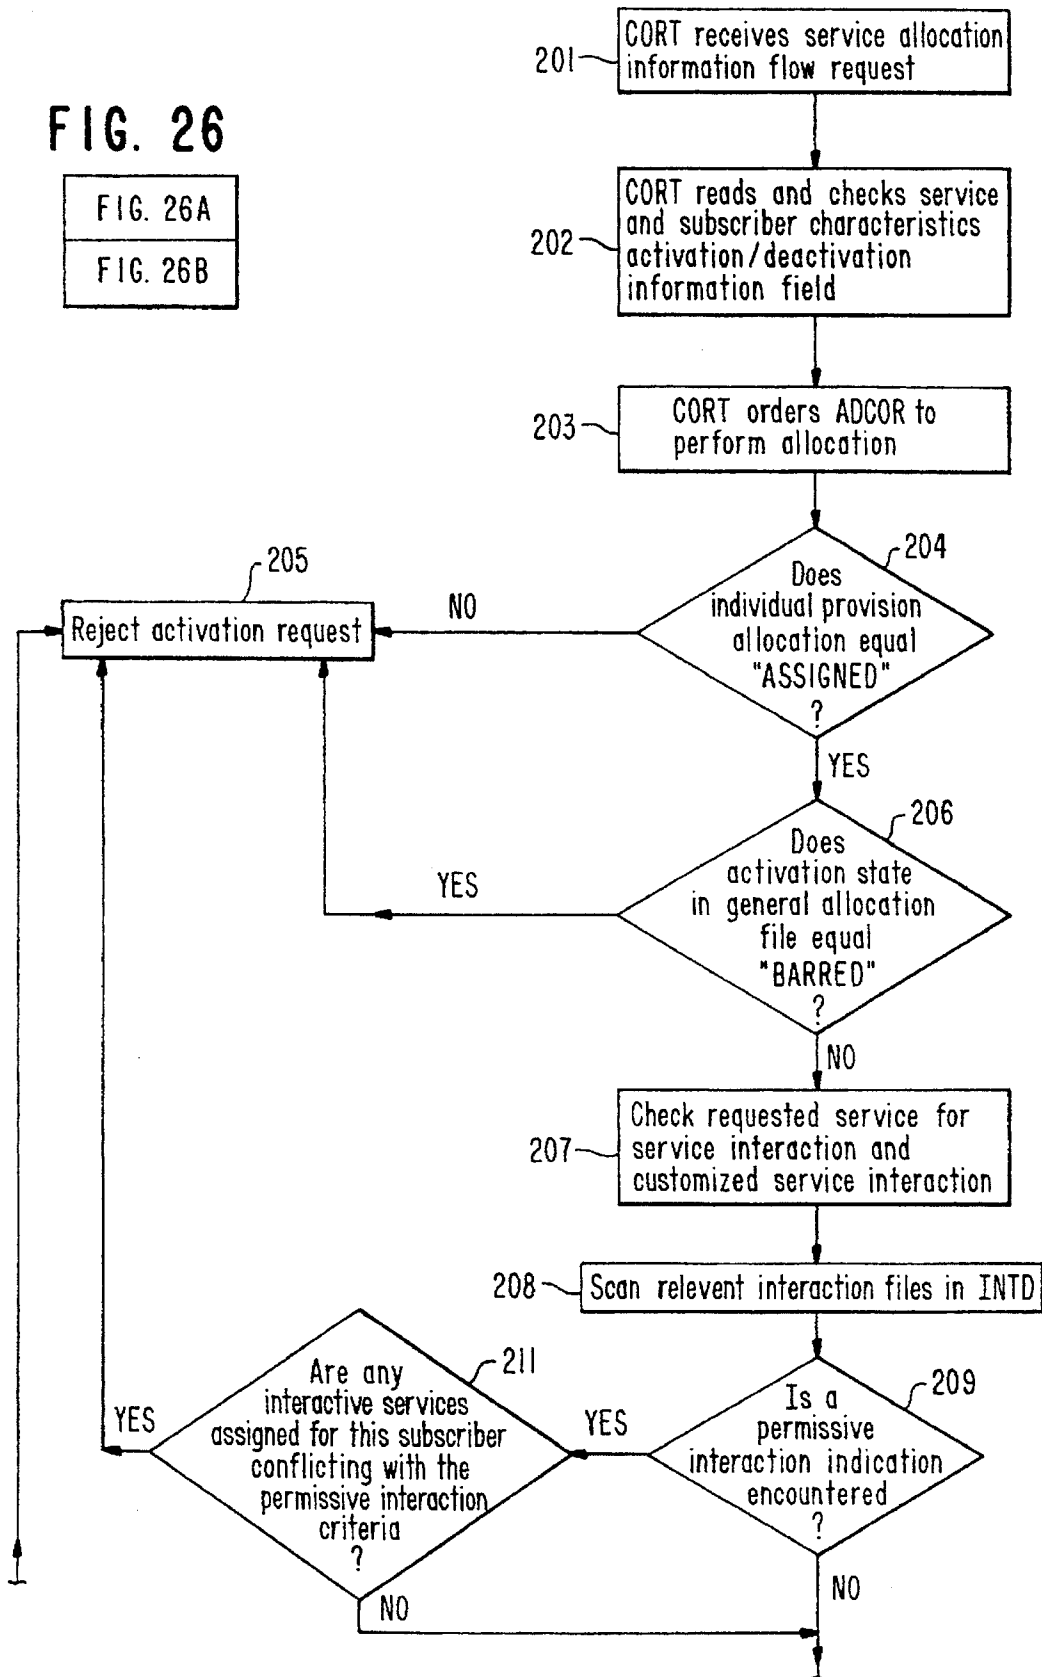 FIG. 26
FIG. 26A
FIG. 26B
201
CORT receives service allocation
information flow request
202
CORT reads and checks service
and subscriber characteristics
activation/deactivation
information field
203
CORT orders ADCOR to
perform allocation
204
Does
individual provision
allocation equal
"ASSIGNED"
?
NO
YES
205
Reject activation request
206
Does
activation state
in general allocation
file equal
"BARRED"
?
YES
NO
207
Check requested service for
service interaction and
customized service interaction
208
Scan relevent interaction files in INTD
209
Is a
permissive
interaction indication
encountered
?
YES
NO
211
Are any
interactive services
assigned for this subscriber
conflicting with the
permissive interaction
criteria
?
YES
NO